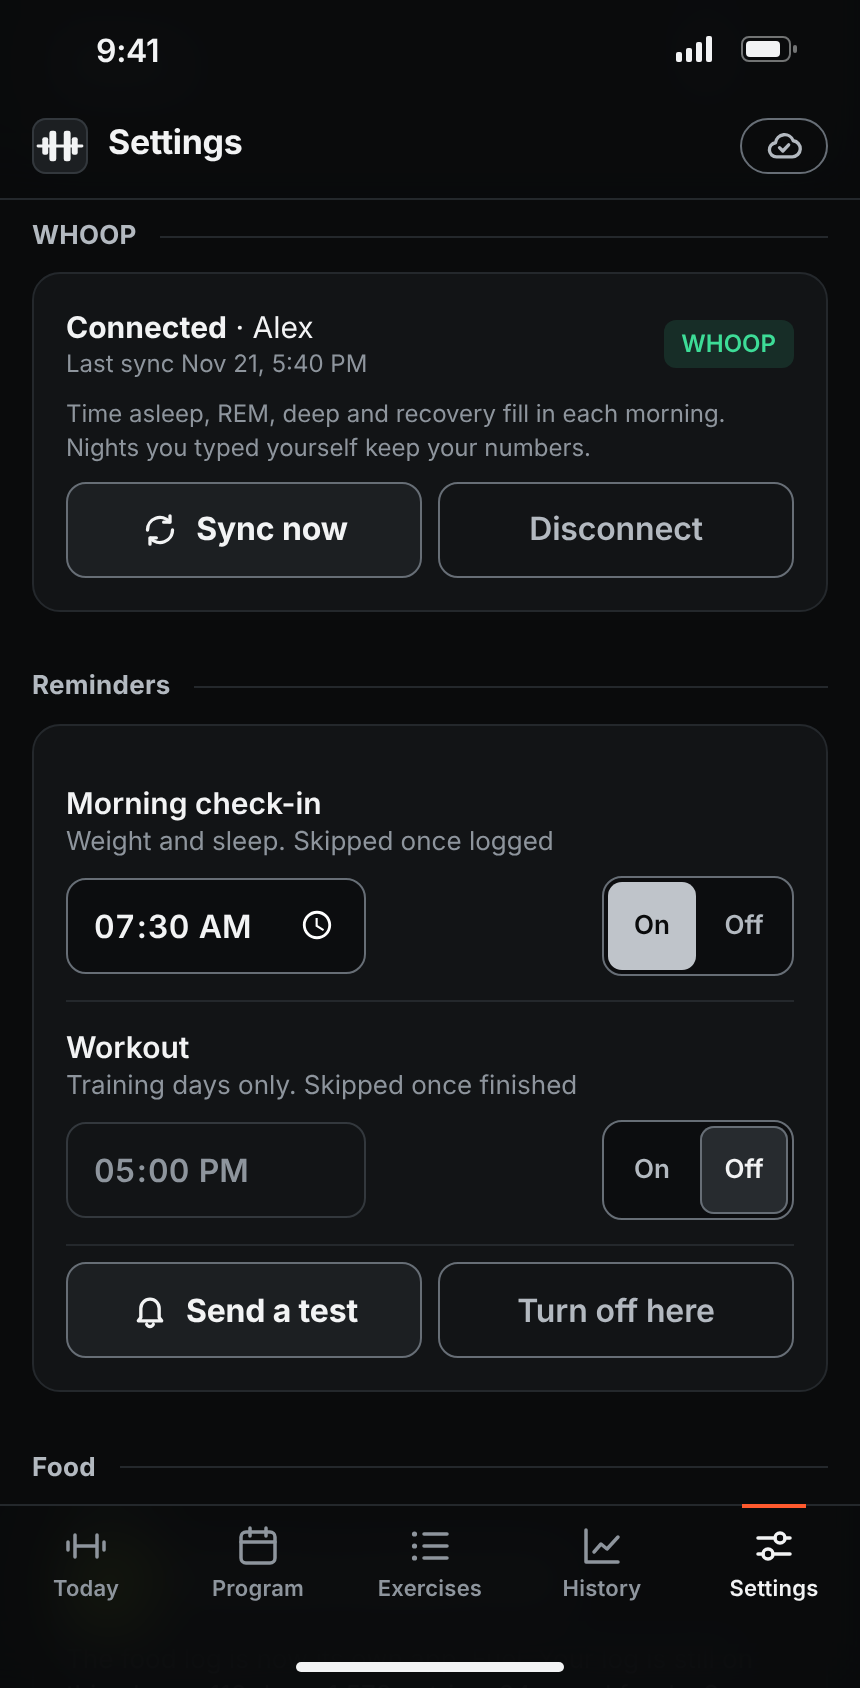 9:41
Settings
WHOOP
Connected · Alex
WHOOP
Last sync Nov 21, 5:40 PM
Time asleep, REM, deep and recovery fill in each morning.
Nights you typed yourself keep your numbers.
Sync now
Disconnect
Reminders
Morning check-in
Weight and sleep. Skipped once logged
07:30 AM
On
Off
Workout
Training days only. Skipped once finished
05:00 PM
On
Off
Send a test
Turn off here
Food
Today
Program
Exercises
History
Settings